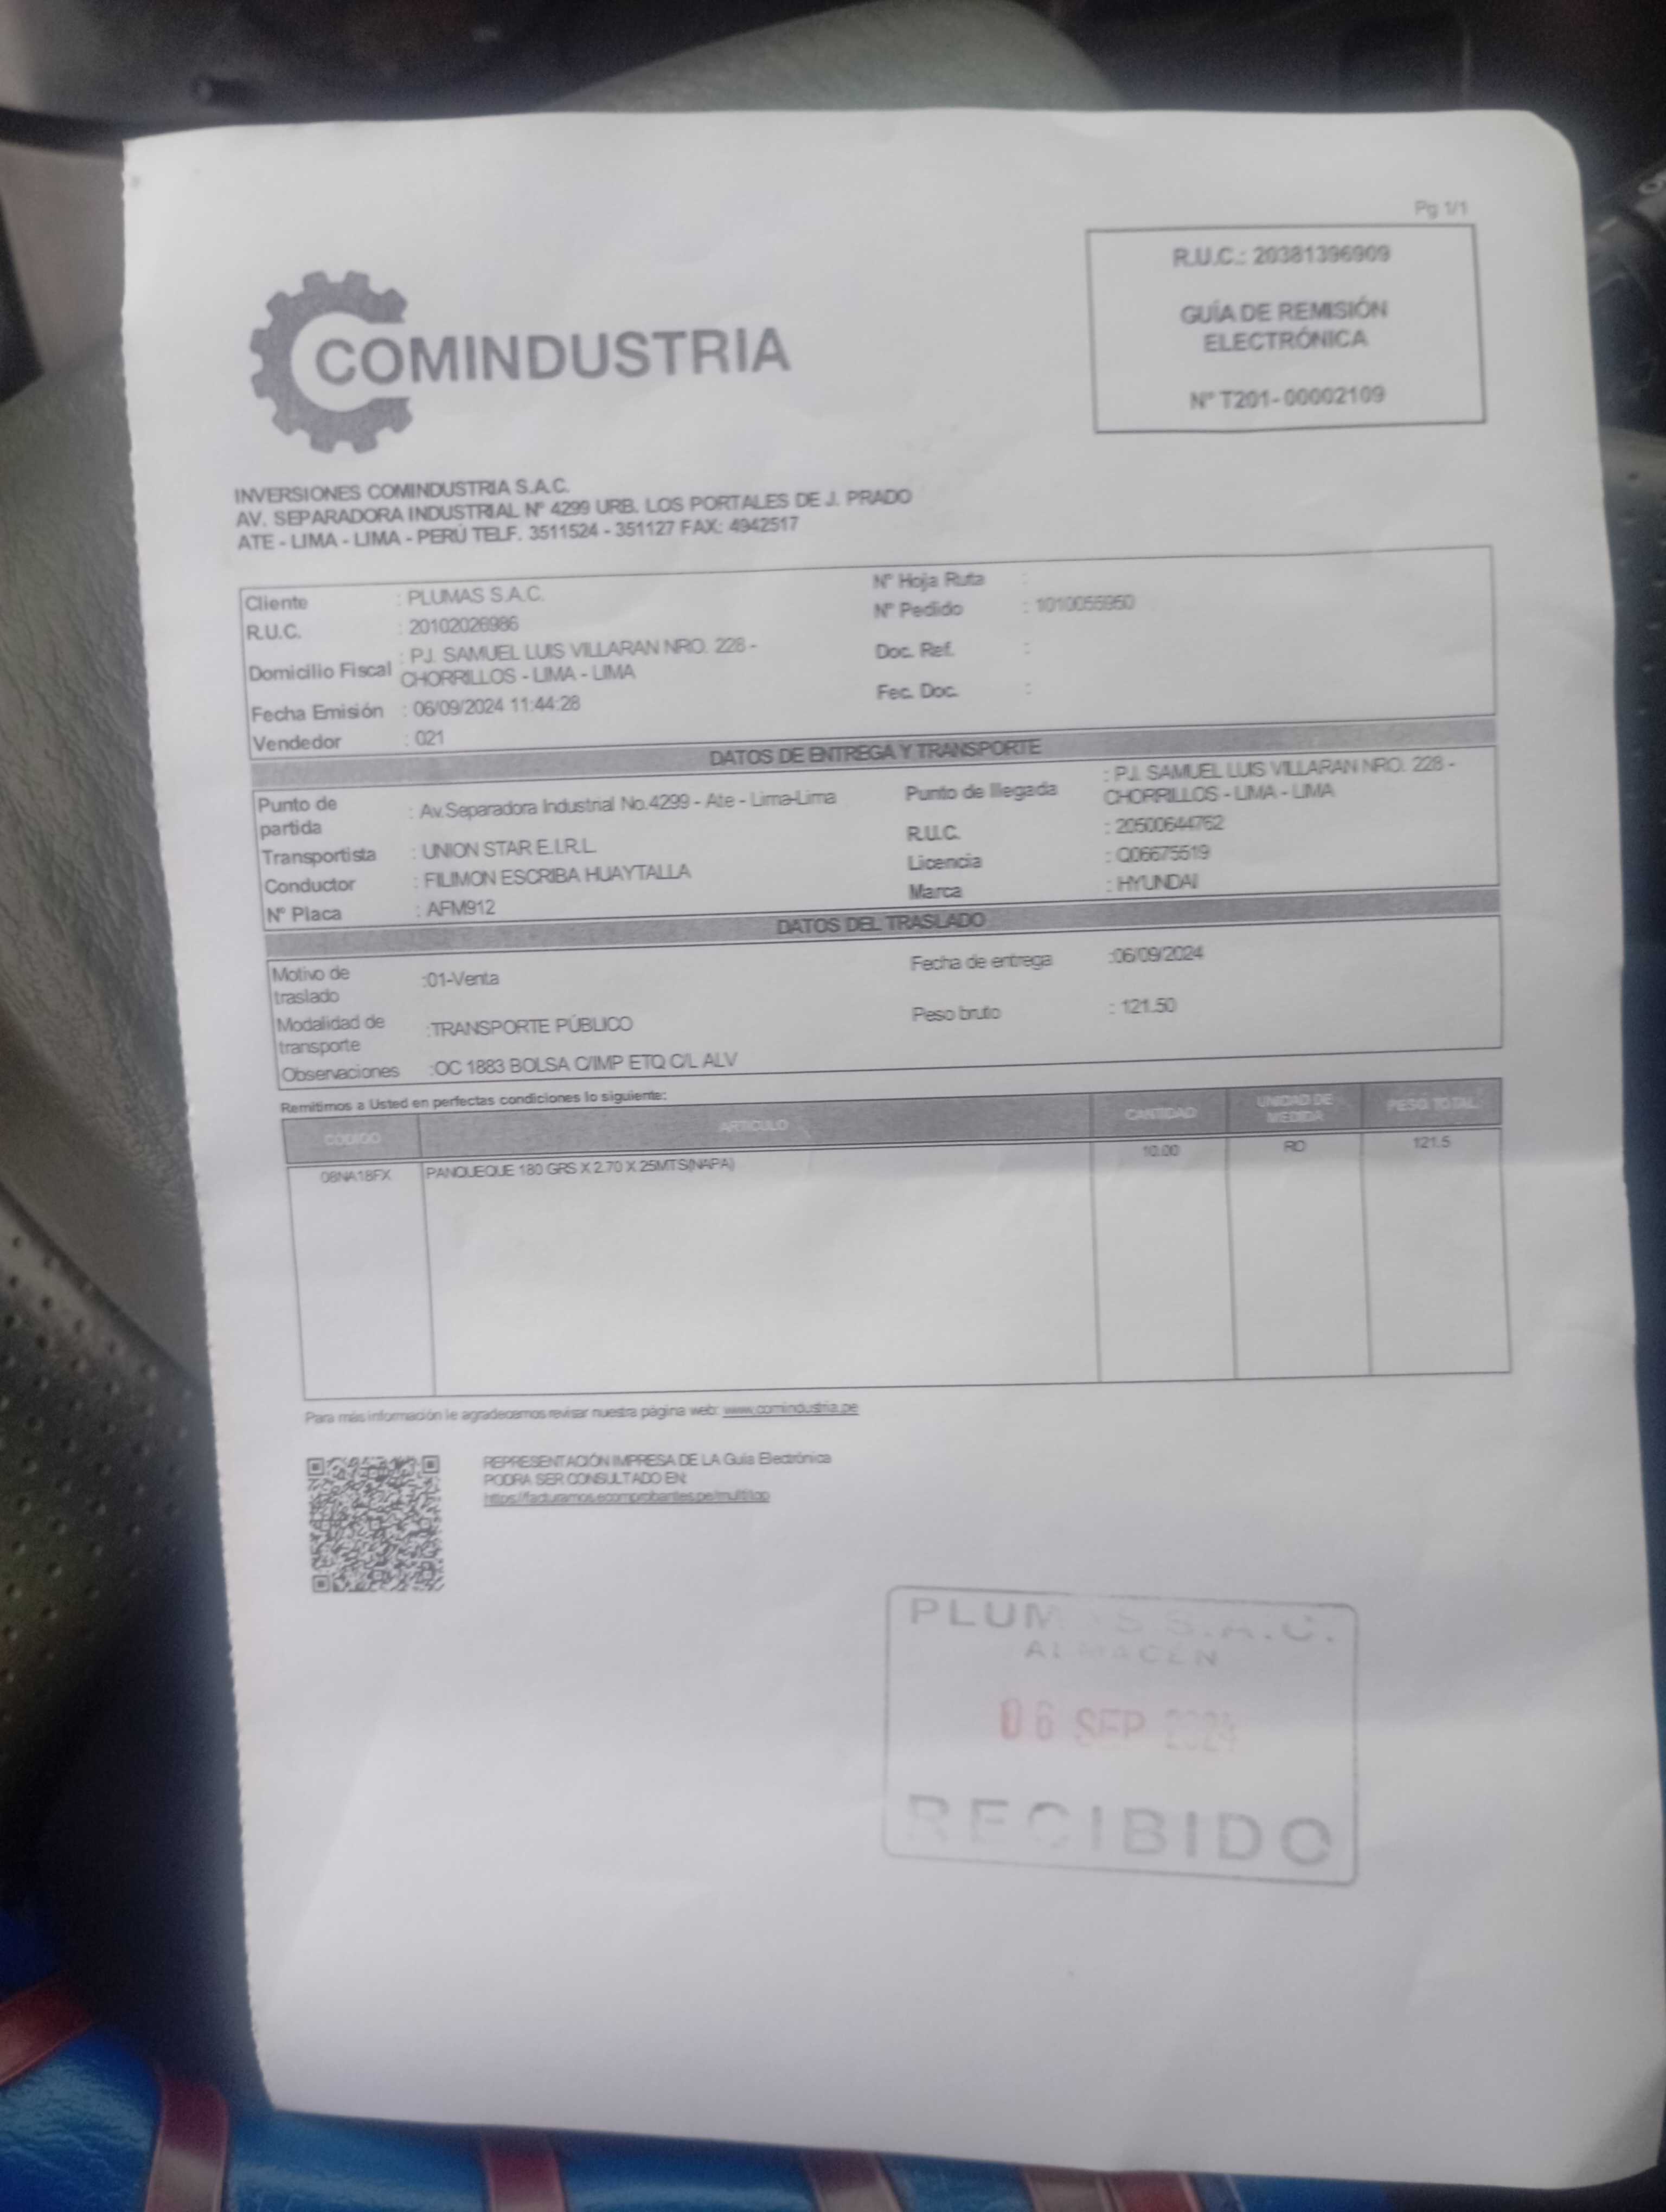 Pg 1/1
R.U.C.: 20381396909
GUÍA DE REMISIÓN
ELECTRÓNICA
N° T201-00002109
COMINDUSTRIA
INVERSIONES COMINDUSTRIA S.A.C.
AV. SEPARADORA INDUSTRIAL N° 4299 URB. LOS PORTALES DE J. PRADO
ATE - LIMA - LIMA - PERÚ TELF. 3511524 - 351127 FAX: 4942517
Cliente : PLUMAS S.A.C.
R.U.C. : 20102026986
Domicilio Fiscal : PJ. SAMUEL LUIS VILLARAN NRO. 228 -
CHORRILLOS - LIMA - LIMA
Fecha Emisión : 06/09/2024 11:44:28
Vendedor : 021
N° Hoja Ruta :
N° Pedido : 1010055950
Doc. Ref. :
Fec. Doc. :
DATOS DE ENTREGA Y TRANSPORTE
Punto de
partida : Av.Separadora Industrial No.4299 - Ate - Lima-Lima
Transportista : UNION STAR E.I.R.L.
Conductor : FILIMON ESCRIBA HUAYTALLA
N° Placa : AFM912
Punto de llegada : PJ. SAMUEL LUIS VILLARAN NRO. 228 -
CHORRILLOS - LIMA - LIMA
R.U.C. : 20500644762
Licencia : Q06675519
Marca : HYUNDAI
DATOS DEL TRASLADO
Motivo de
traslado :01-Venta
Modalidad de
transporte :TRANSPORTE PÚBLICO
Observaciones :OC 1883 BOLSA C/IMP ETQ C/L ALV
Fecha de entrega :06/09/2024
Peso bruto : 121.50
Remitimos a Usted en perfectas condiciones lo siguiente:
CÓDIGO ARTICULO CANTIDAD UNIDAD DE MEDIDA PESO TOTAL
08NA18FX PANQUEQUE 180 GRS X 2.70 X 25MTS(NAPA) 10.00 RO 121.5
Para más información le agradecemos revisar nuestra página web: www.comindustria.pe
REPRESENTACIÓN IMPRESA DE LA Guía Electrónica
PODRA SER CONSULTADO EN:
PLUMAS S.A.C.
ALMACEN
06 SEP 2024
RECIBIDO